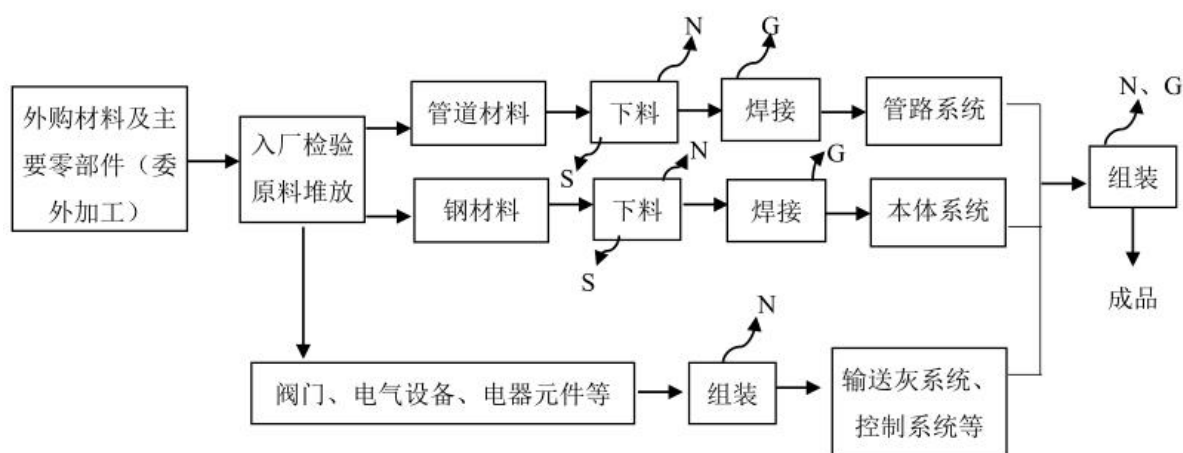 外购材料及主
要零部件（委
外加工）
入厂检验
原料堆放
管道材料
下料
N
S
焊接
G
管路系统
钢材料
下料
N
S
焊接
G
本体系统
阀门、电气设备、电器元件等
组装
N
输送灰系统、
控制系统等
N、G
组装
成品